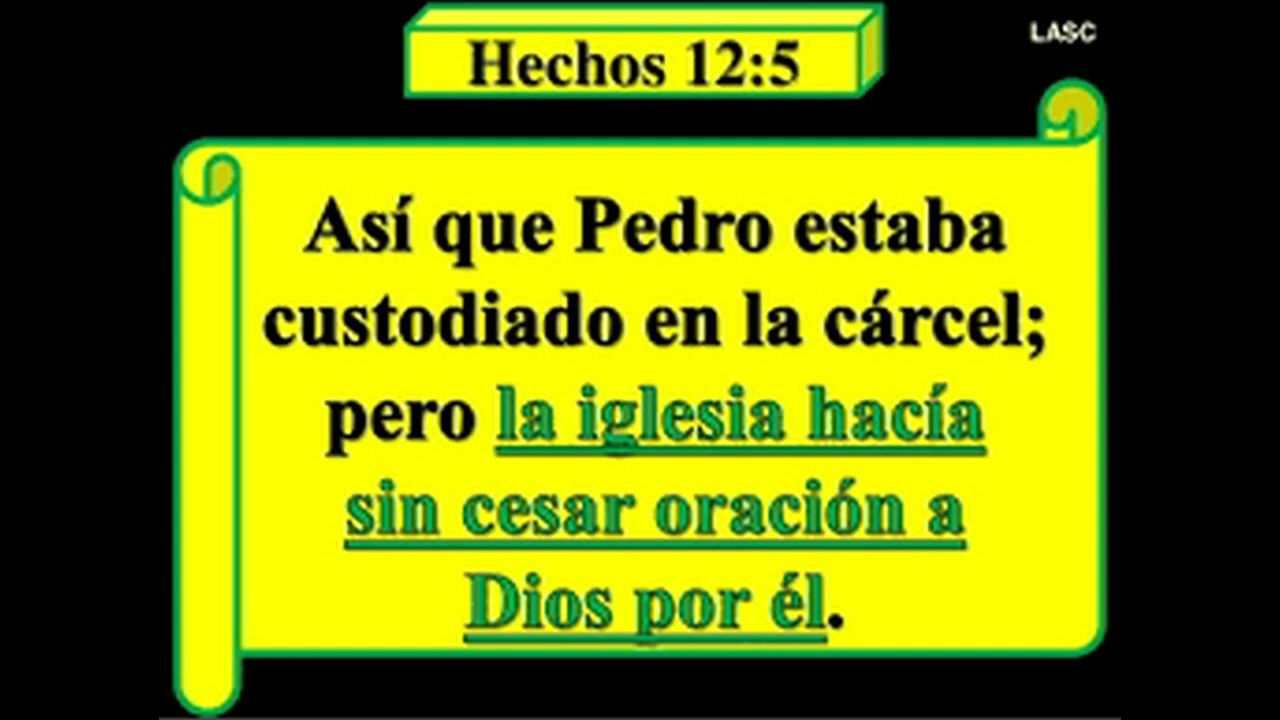 Hechos 12:5
LASC
Así que Pedro estaba
custodiado en la cárcel;
pero la iglesia hacía
sin cesar oración a
Dios por él.